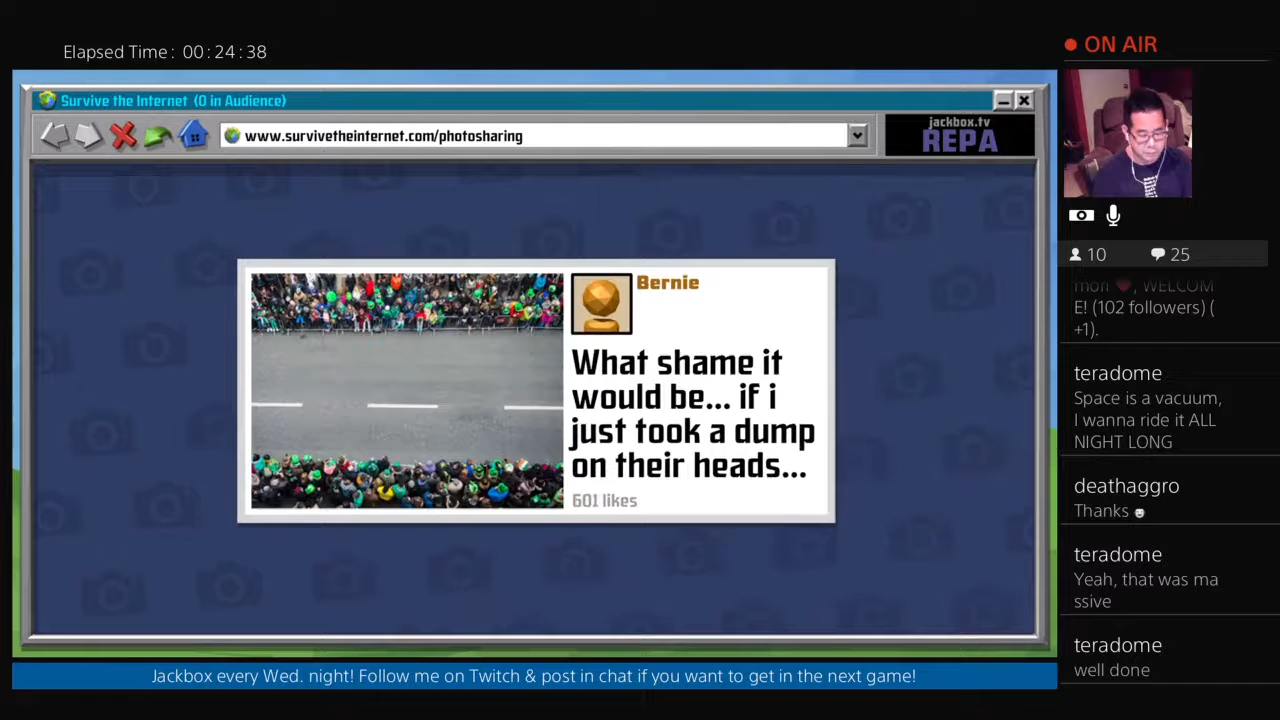 Elapsed Time: 00:24:38
ON AIR
Survive the Internet (0 in Audience)
www.survivetheinternet.com/photosharing
jackbox.tv
REPA
10
25
Bernie
What shame it
would be... if i
just took a dump
on their heads...
601 likes
WELCOM
E! (102 followers) (
+1).
teradome
Space is a vacuum,
I wanna ride it ALL
NIGHT LONG
deathaggro
Thanks
teradome
Yeah, that was ma
ssive
teradome
well done
Jackbox every Wed. night! Follow me on Twitch & post in chat if you want to get in the next game!